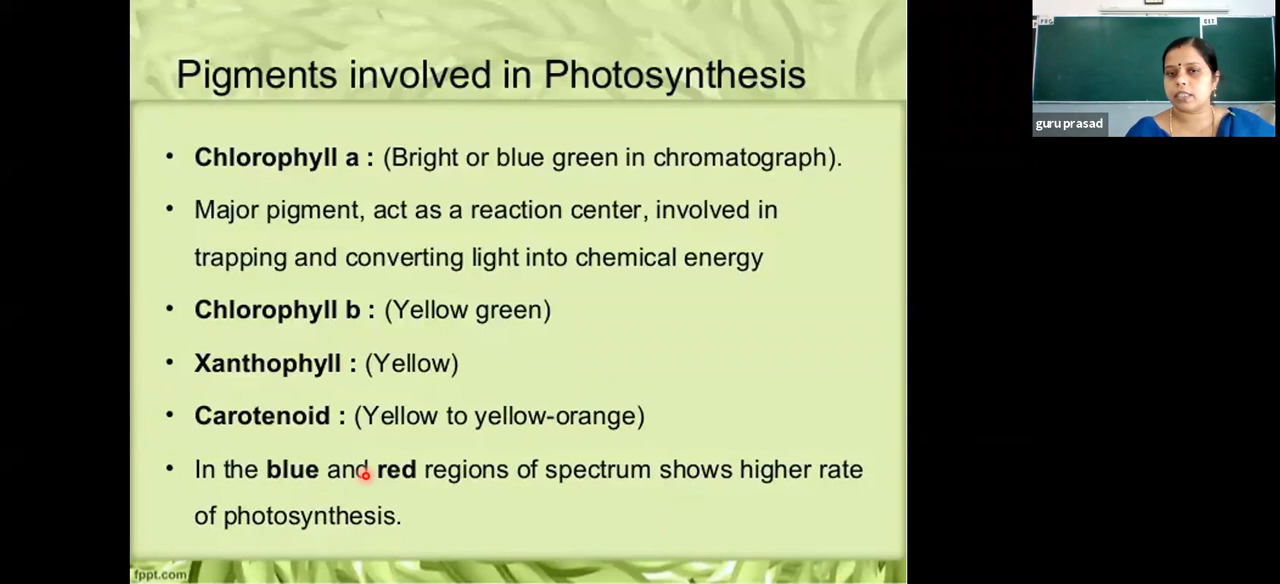 Pigments involved in Photosynthesis
• Chlorophyll a : (Bright or blue green in chromatograph).
• Major pigment, act as a reaction center, involved in
trapping and converting light into chemical energy
• Chlorophyll b : (Yellow green)
• Xanthophyll : (Yellow)
• Carotenoid : (Yellow to yellow-orange)
• In the blue and red regions of spectrum shows higher rate
of photosynthesis.
fppt.com
guru prasad